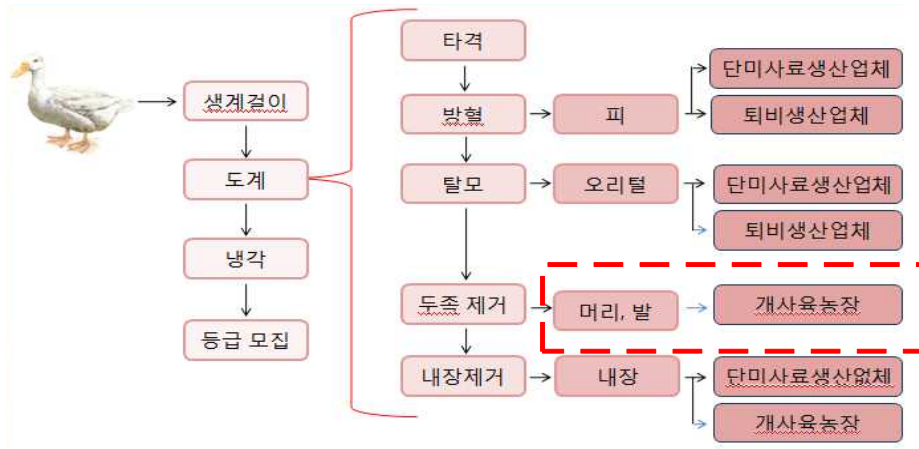 생계걸이
도계
냉각
등급 모집
타격
방혈
피
단미사료생산업체
퇴비생산업체
탈모
오리털
단미사료생산업체
퇴비생산업체
두족 제거
머리, 발
개사육농장
내장제거
내장
단미사료생산없체
개사육농장